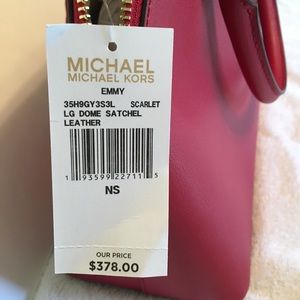 MICHAEL
MICHAEL KORS
EMMY
35H9GY3S3L SCARLET
LG DOME SATCHEL
LEATHER
1 93599 22711 5
NS
OUR PRICE
$378.00